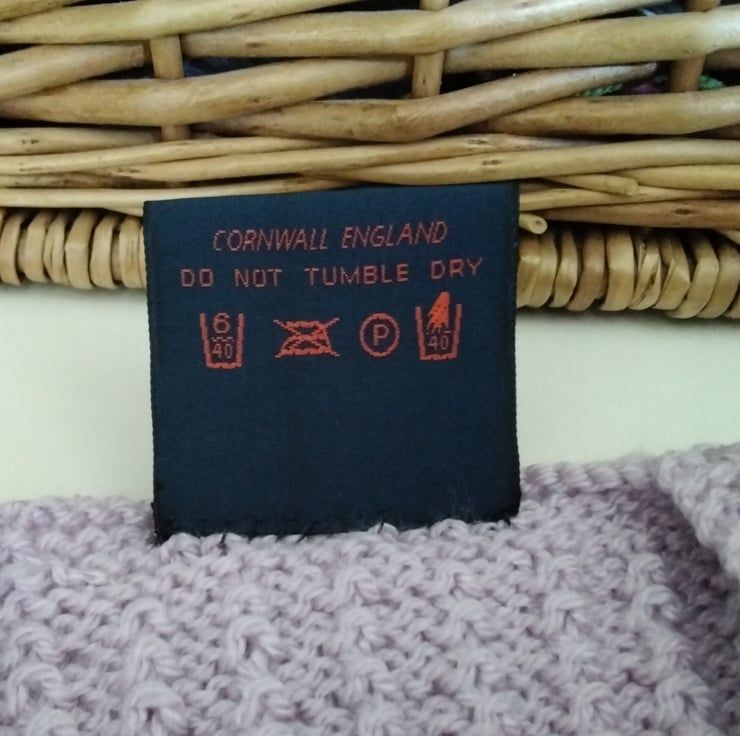 CORNWALL ENGLAND
DO NOT TUMBLE DRY
6 40 P 40